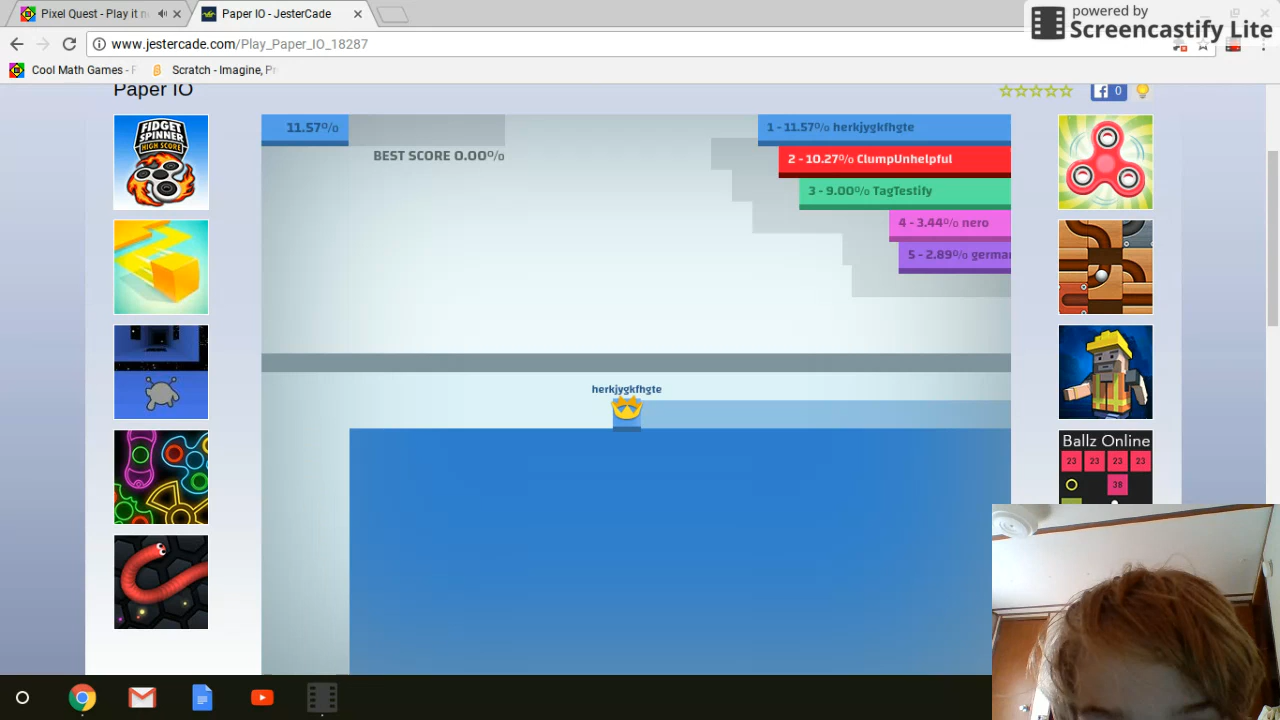 Pixel Quest - Play it n
Paper IO - JesterCade
powered by
Screencastify Lite
www.jestercade.com/Play_Paper_IO_18287
Cool Math Games - F
Scratch - Imagine, Pr
Paper IO
0
FIDGET
SPINNER
HIGH SCORE
11.57%
BEST SCORE 0.00%
1 - 11.57% herkjygkfhgte
2 - 10.27% ClumpUnhelpful
3 - 9.00% TagTestify
4 - 3.44% nero
5 - 2.89% german
herkjygkfhgte
Ballz Online
23 23 23 23
38